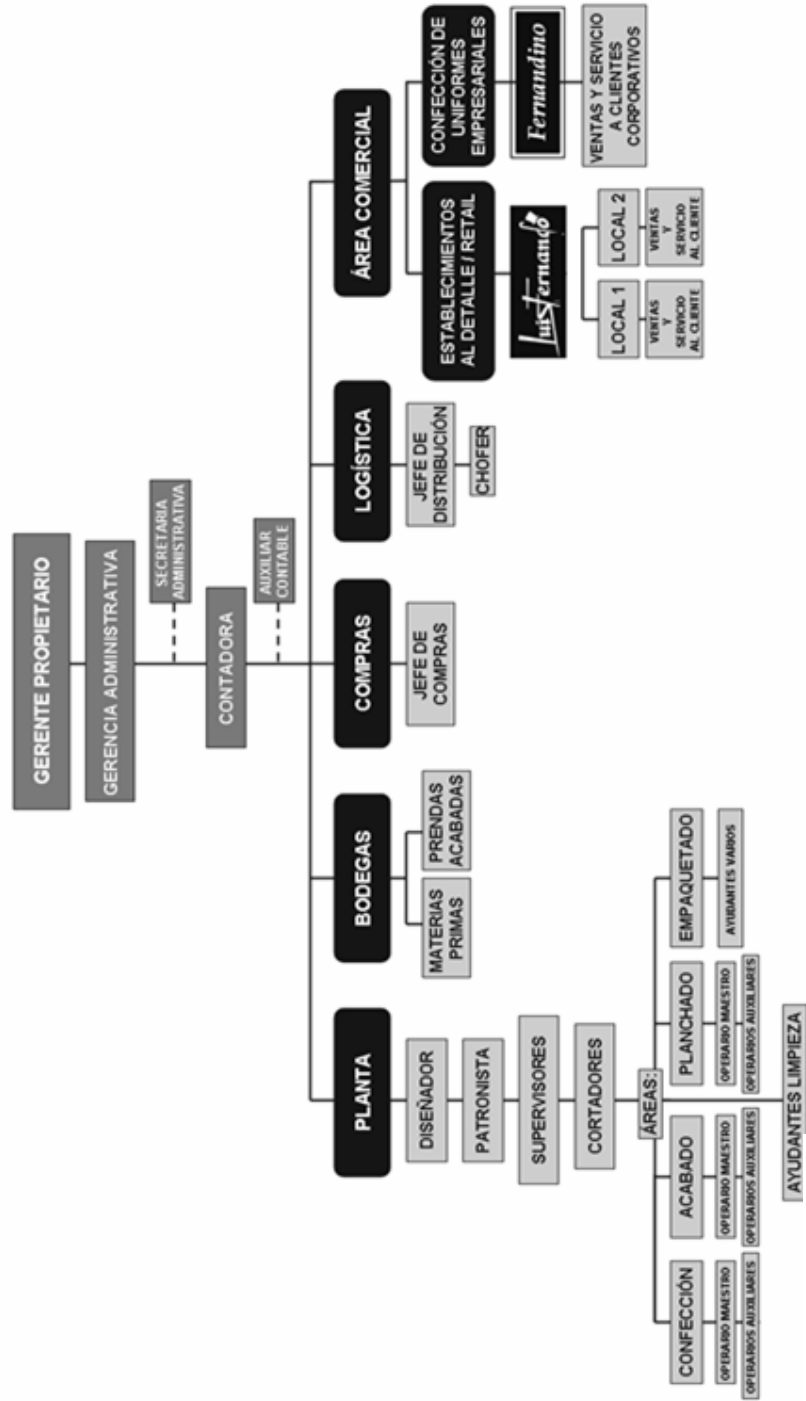 GERENTE PROPIETARIO
GERENCIA ADMINISTRATIVA
SECRETARIA
ADMINISTRATIVA
CONTADORA
AUXILIAR
CONTABLE
PLANTA
BODEGAS
COMPRAS
LOGÍSTICA
ÁREA COMERCIAL
DISEÑADOR
PATRONISTA
SUPERVISORES
CORTADORES
ÁREAS:
CONFECCIÓN
OPERARIO MAESTRO
OPERARIOS AUXILIARES
ACABADO
OPERARIO MAESTRO
OPERARIOS AUXILIARES
PLANCHADO
OPERARIO MAESTRO
OPERARIOS AUXILIARES
EMPAQUETADO
AYUDANTES VARIOS
AYUDANTES LIMPIEZA
MATERIAS
PRIMAS
PRENDAS
ACABADAS
JEFE DE
COMPRAS
JEFE DE
DISTRIBUCIÓN
CHOFER
ESTABLECIMIENTOS
AL DETALLE / RETAIL
Luis Fernando
LOCAL 1
VENTAS
Y
SERVICIO
AL CLIENTE
LOCAL 2
VENTAS
Y
SERVICIO
AL CLIENTE
CONFECCIÓN DE
UNIFORMES
EMPRESARIALES
Fernandino
VENTAS Y SERVICIO
A CLIENTES
CORPORATIVOS